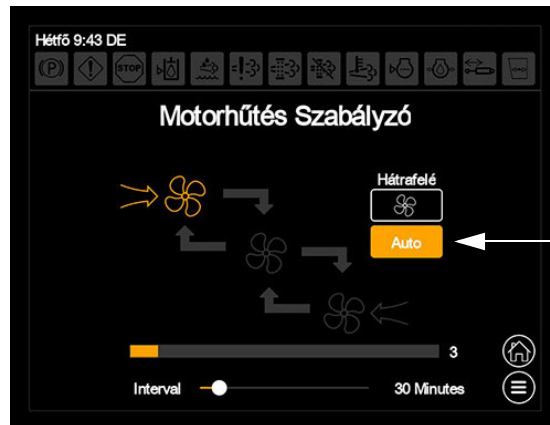 Hétfő 9:43 DE
(P) STOP
Motorhűtés Szabályzó
Hátrafelé
Auto
3
Interval 30 Minutes